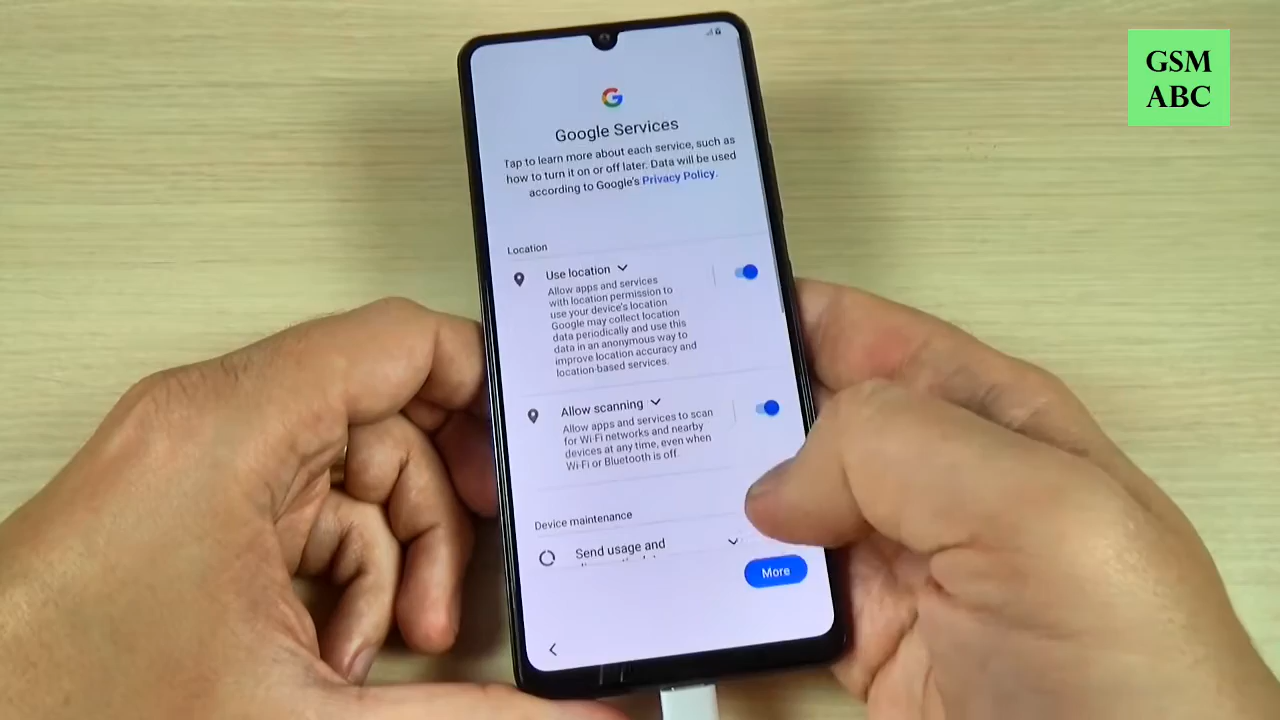 GSM
ABC
Google Services
Tap to learn more about each service, such as
how to turn it on or off later. Data will be used
according to Google's Privacy Policy.
Location
Use location
Allow apps and services
with location permission to
use your device's location
Google may collect location
data periodically and use this
data in an anonymous way to
improve location accuracy and
location-based services.
Allow scanning
Allow apps and services to scan
for Wi-Fi networks and nearby
devices at any time, even when
Wi-Fi or Bluetooth is off.
Device maintenance
Send usage and
More